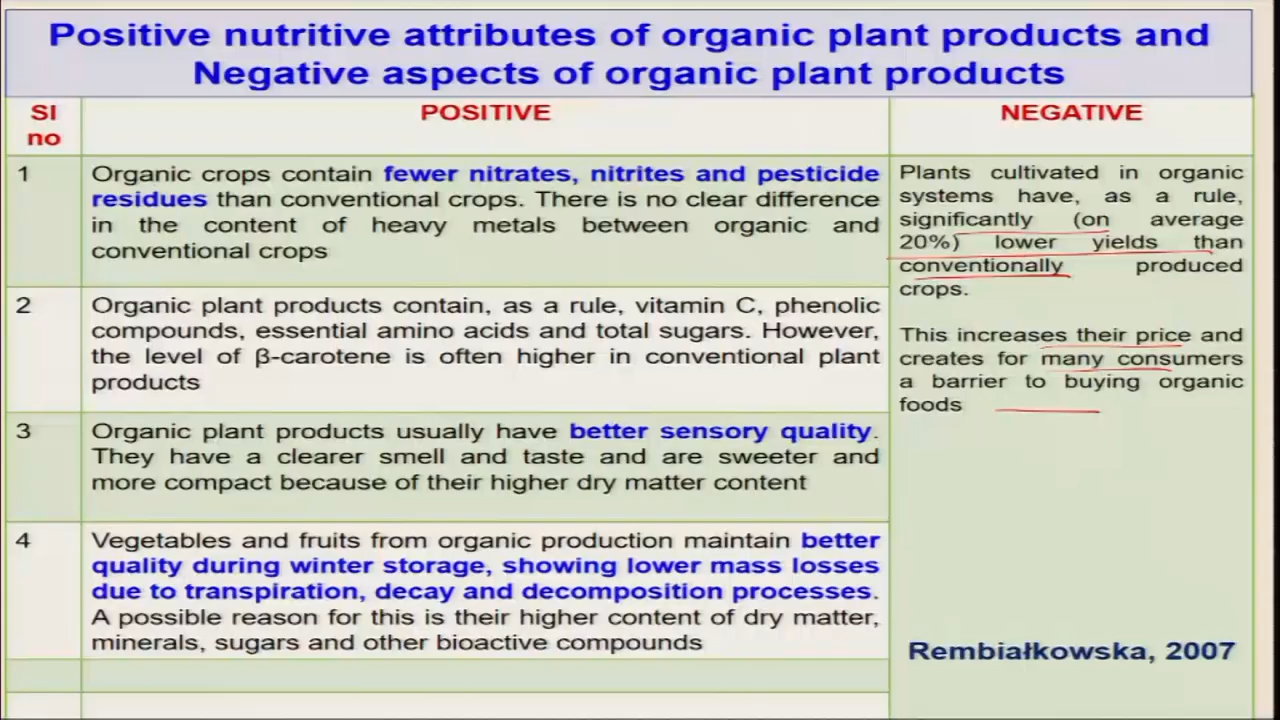 Positive nutritive attributes of organic plant products and
Negative aspects of organic plant products
SI
no
POSITIVE
NEGATIVE
1
Organic crops contain fewer nitrates, nitrites and pesticide
residues than conventional crops. There is no clear difference
in the content of heavy metals between organic and
conventional crops
2
Organic plant products contain, as a rule, vitamin C, phenolic
compounds, essential amino acids and total sugars. However,
the level of β-carotene is often higher in conventional plant
products
3
Organic plant products usually have better sensory quality.
They have a clearer smell and taste and are sweeter and
more compact because of their higher dry matter content
4
Vegetables and fruits from organic production maintain better
quality during winter storage, showing lower mass losses
due to transpiration, decay and decomposition processes.
A possible reason for this is their higher content of dry matter,
minerals, sugars and other bioactive compounds
Plants cultivated in organic
systems have, as a rule,
significantly (on average
20%) lower yields than
conventionally produced
crops.
This increases their price and
creates for many consumers
a barrier to buying organic
foods
Rembiałkowska, 2007